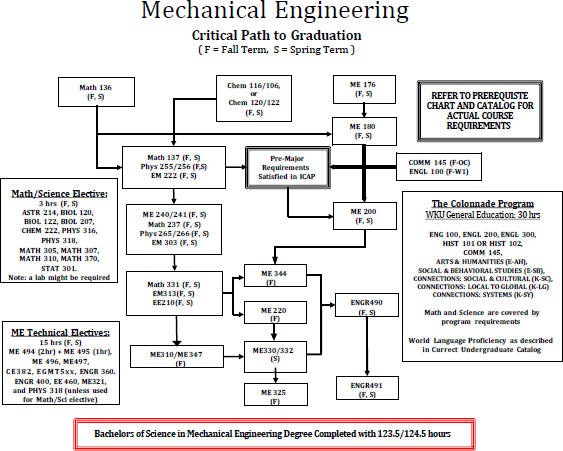 Mechanical Engineering
Critical Path to Graduation
( F = Fall Term, S = Spring Term )
Math 136
(F, S)
Chem 116/106,
or
Chem 120/122
(F, S)
ME 176
(F, S)
REFER TO PREREQUISTE
CHART AND CATALOG FOR
ACTUAL COURSE
REQUIREMENTS
ME 180
(F, S)
Math 137 (F, S)
Phys 255/256 (F,S)
EM 222 (F, S)
Pre-Major
Requirements
Satisfied in ICAP
COMM 145 (F-OC)
ENGL 100 (F-W1)
Math/Science Elective:
3 hrs (F, S)
ASTR 214, BIOL 120,
BIOL 122, BIOL 207,
CHEM 222, PHYS 316,
PHYS 318,
MATH 305, MATH 307,
MATH 310, MATH 370,
STAT 301.
Note: a lab might be required
ME 240/241 (F, S)
Math 237 (F, S)
Phys 265/266 (F, S)
EM 303 (F, S)
ME 200
(F, S)
The Colonnade Program
WKU General Education: 30 hrs
ENG 100, ENGL 200, ENGL 300,
HIST 101 OR HIST 102,
COMM 145,
ARTS & HUMANITIES (E-AH),
SOCIAL & BEHAVIORAL STUDIES (E-SB),
CONNECTIONS: SOCIAL & CULTURAL (K-SC),
CONNECTIONS: LOCAL TO GLOBAL (K-LG)
CONNECTIONS: SYSTEMS (K-SY)
Math and Science are covered by
program requirements
World Language Proficiency as described
in Currect Undergraduate Catalog
Math 331 (F, S)
EM313(F, S)
EE210(F, S)
ME 344
(F)
ME 220
(F)
ENGR490
(F, S)
ME Technical Electives:
15 hrs (F, S)
ME 494 (2hr) + ME 495 (1hr),
ME 496, ME497,
CE382, EGMT5xx, ENGR 360.
ENGR 400, EE 460, ME321,
and PHYS 318 (unless used
for Math/Sci elective)
ME310/ME347
(F)
ME330/332
(S)
ME 325
(F)
ENGR491
(F, S)
Bachelors of Science in Mechanical Engineering Degree Completed with 123.5/124.5 hours